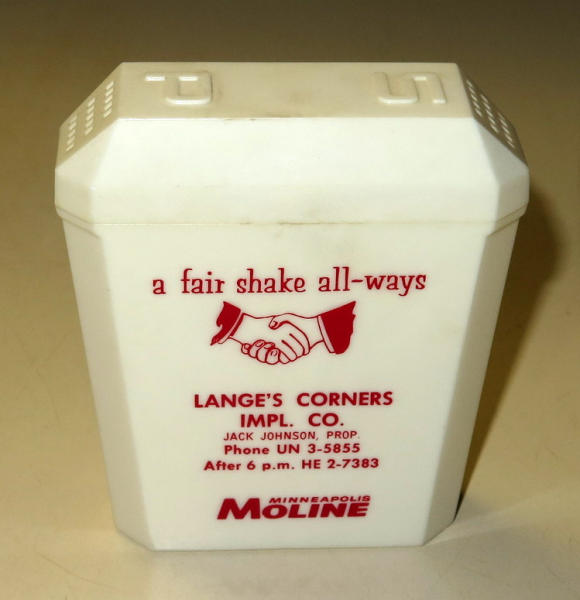 P S
a fair shake all-ways
LANGE'S CORNERS
IMPL. CO.
JACK JOHNSON, PROP.
Phone UN 3-5855
After 6 p.m. HE 2-7383
MINNEAPOLIS
MOLINE